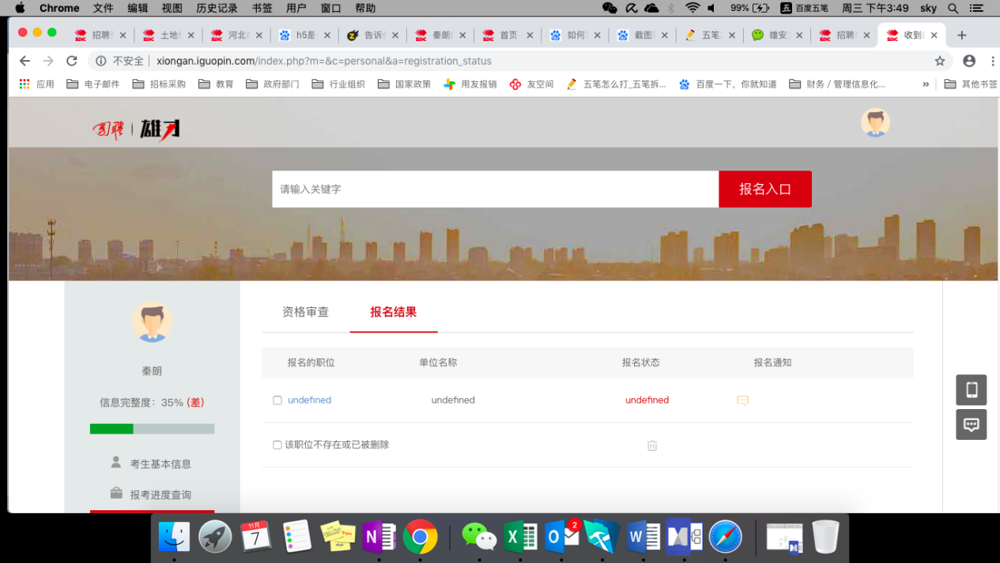 Chrome 文件 编辑 视图 历史记录 书签 用户 窗口 帮助 99% 五 百度五笔 周三 下午3:49 sky
招聘 土地 河北 h5是 告诉 秦朗 首页 如何 截图 五笔 雄安 招聘 收到
不安全 xiongan.iguopin.com/index.php?m=&c=personal&a=registration_status
应用 电子邮件 招标采购 教育 政府部门 行业组织 国家政策 用友报销 友空间 五笔怎么打_五笔拆... 百度一下，你就知道 财务 / 管理信息化... » 其他书签
国聘 雄才
请输入关键字 报名入口
资格审查 报名结果
秦朗
信息完整度：35% (差)
考生基本信息
报考进度查询
报名的职位 单位名称 报名状态 报名通知
undefined undefined undefined
该职位不存在或已被删除
11月
7
2